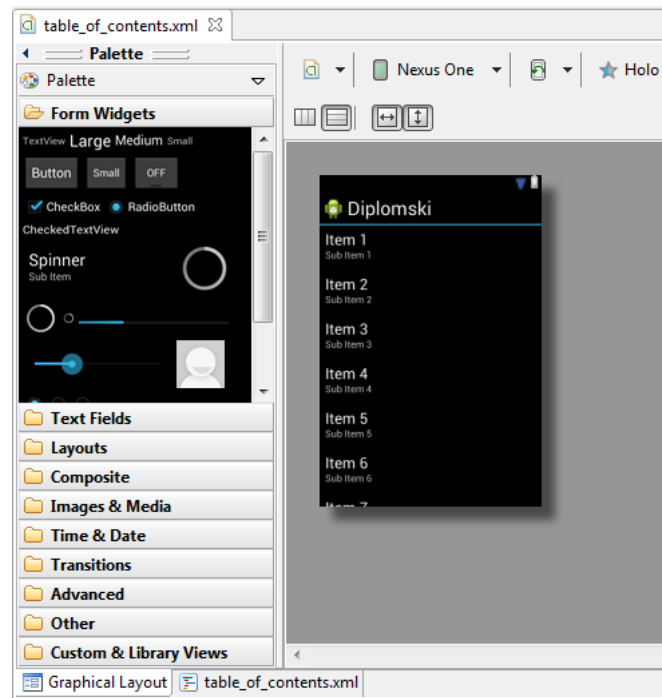 table_of_contents.xml
Palette
Palette
Form Widgets
TextView Large Medium Small
Button Small OFF
CheckBox RadioButton
CheckedTextView
Spinner
Sub Item
Text Fields
Layouts
Composite
Images & Media
Time & Date
Transitions
Advanced
Other
Custom & Library Views
Graphical Layout table_of_contents.xml
Nexus One Holo
Diplomski
Item 1
Sub Item 1
Item 2
Sub Item 2
Item 3
Sub Item 3
Item 4
Sub Item 4
Item 5
Sub Item 5
Item 6
Sub Item 6
Item 7